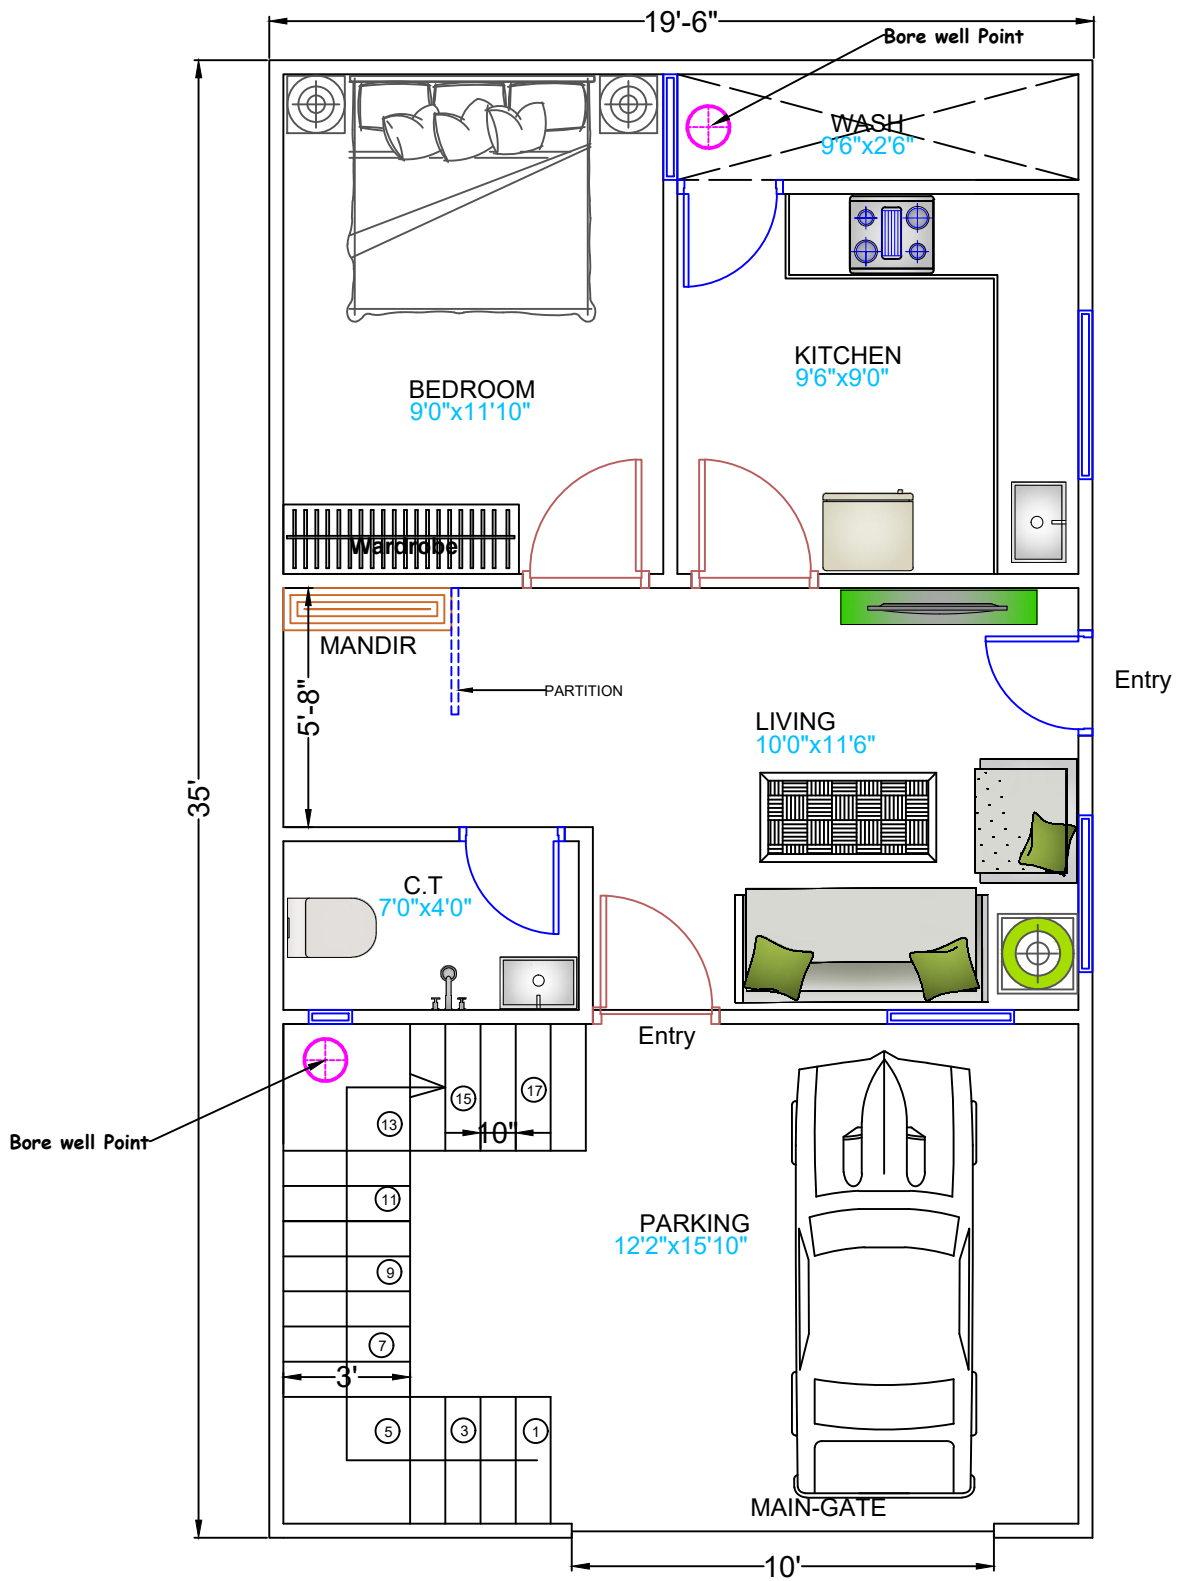 19'-6"
Bore well Point
WASH
9'6"x2'6"
KITCHEN
9'6"x9'0"
BEDROOM
9'0"x11'10"
Wardrobe
MANDIR
PARTITION
5'-8"
Entry
LIVING
10'0"x11'6"
35'
C.T
7'0"x4'0"
Entry
Bore well Point
17
15
13
10"
11
9
7
3'
5
3
1
PARKING
12'2"x15'10"
MAIN-GATE
10'